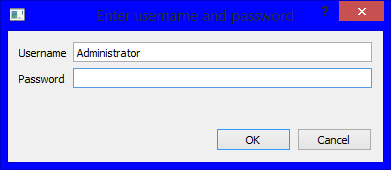 Enter username and password
?
Username Administrator
Password
OK Cancel